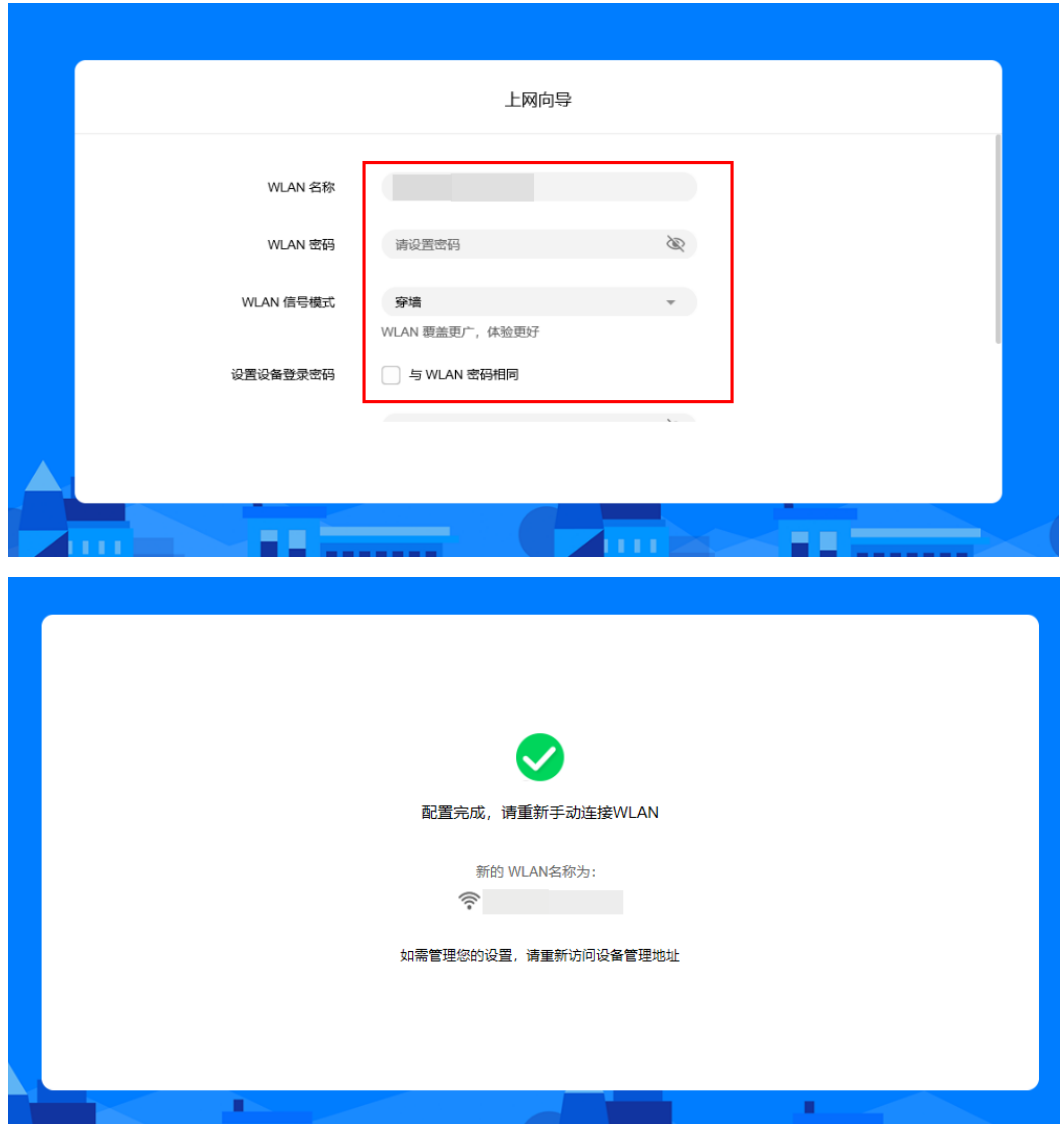 上网向导
WLAN 名称
WLAN 密码
请设置密码
WLAN 信号模式
穿墙
WLAN 覆盖更广，体验更好
设置设备登录密码
与 WLAN 密码相同
配置完成，请重新手动连接WLAN
新的 WLAN名称为：
如需管理您的设置，请重新访问设备管理地址